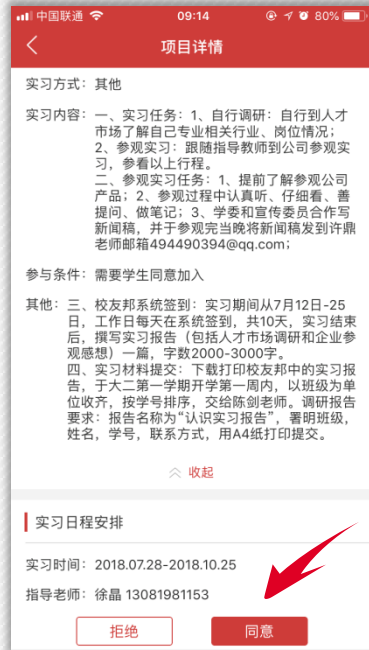 中国联通 09:14 80%
项目详情
实习方式：其他
实习内容：一、实习任务：1、自行调研：自行到人才
市场了解自己专业相关行业、岗位情况；
2、参观实习：跟随指导教师到公司参观实
习，参看以上行程。
二、参观实习任务：1、提前了解参观公司
产品；2、参观过程中认真听、仔细看、善
提问、做笔记；3、学委和宣传委员合作写
新闻稿，并于参观完当晚将新闻稿发到许鼎
老师邮箱494490394@qq.com；
参与条件：需要学生同意加入
其他：三、校友邦系统签到：实习期间从7月12日-25
日，工作日每天在系统签到，共10天，实习结束
后，撰写实习报告（包括人才市场调研和企业参
观感想）一篇，字数2000-3000字。
四、实习材料提交：下载打印校友邦中的实习报
告，于大二第一学期开学第一周内，以班级为单
位收齐，按学号排序，交给陈剑老师。调研报告
要求：报告名称为“认识实习报告”，署明班级，
姓名，学号，联系方式，用A4纸打印提交。
收起
实习日程安排
实习时间：2018.07.28-2018.10.25
指导老师：徐晶 13081981153
拒绝 同意